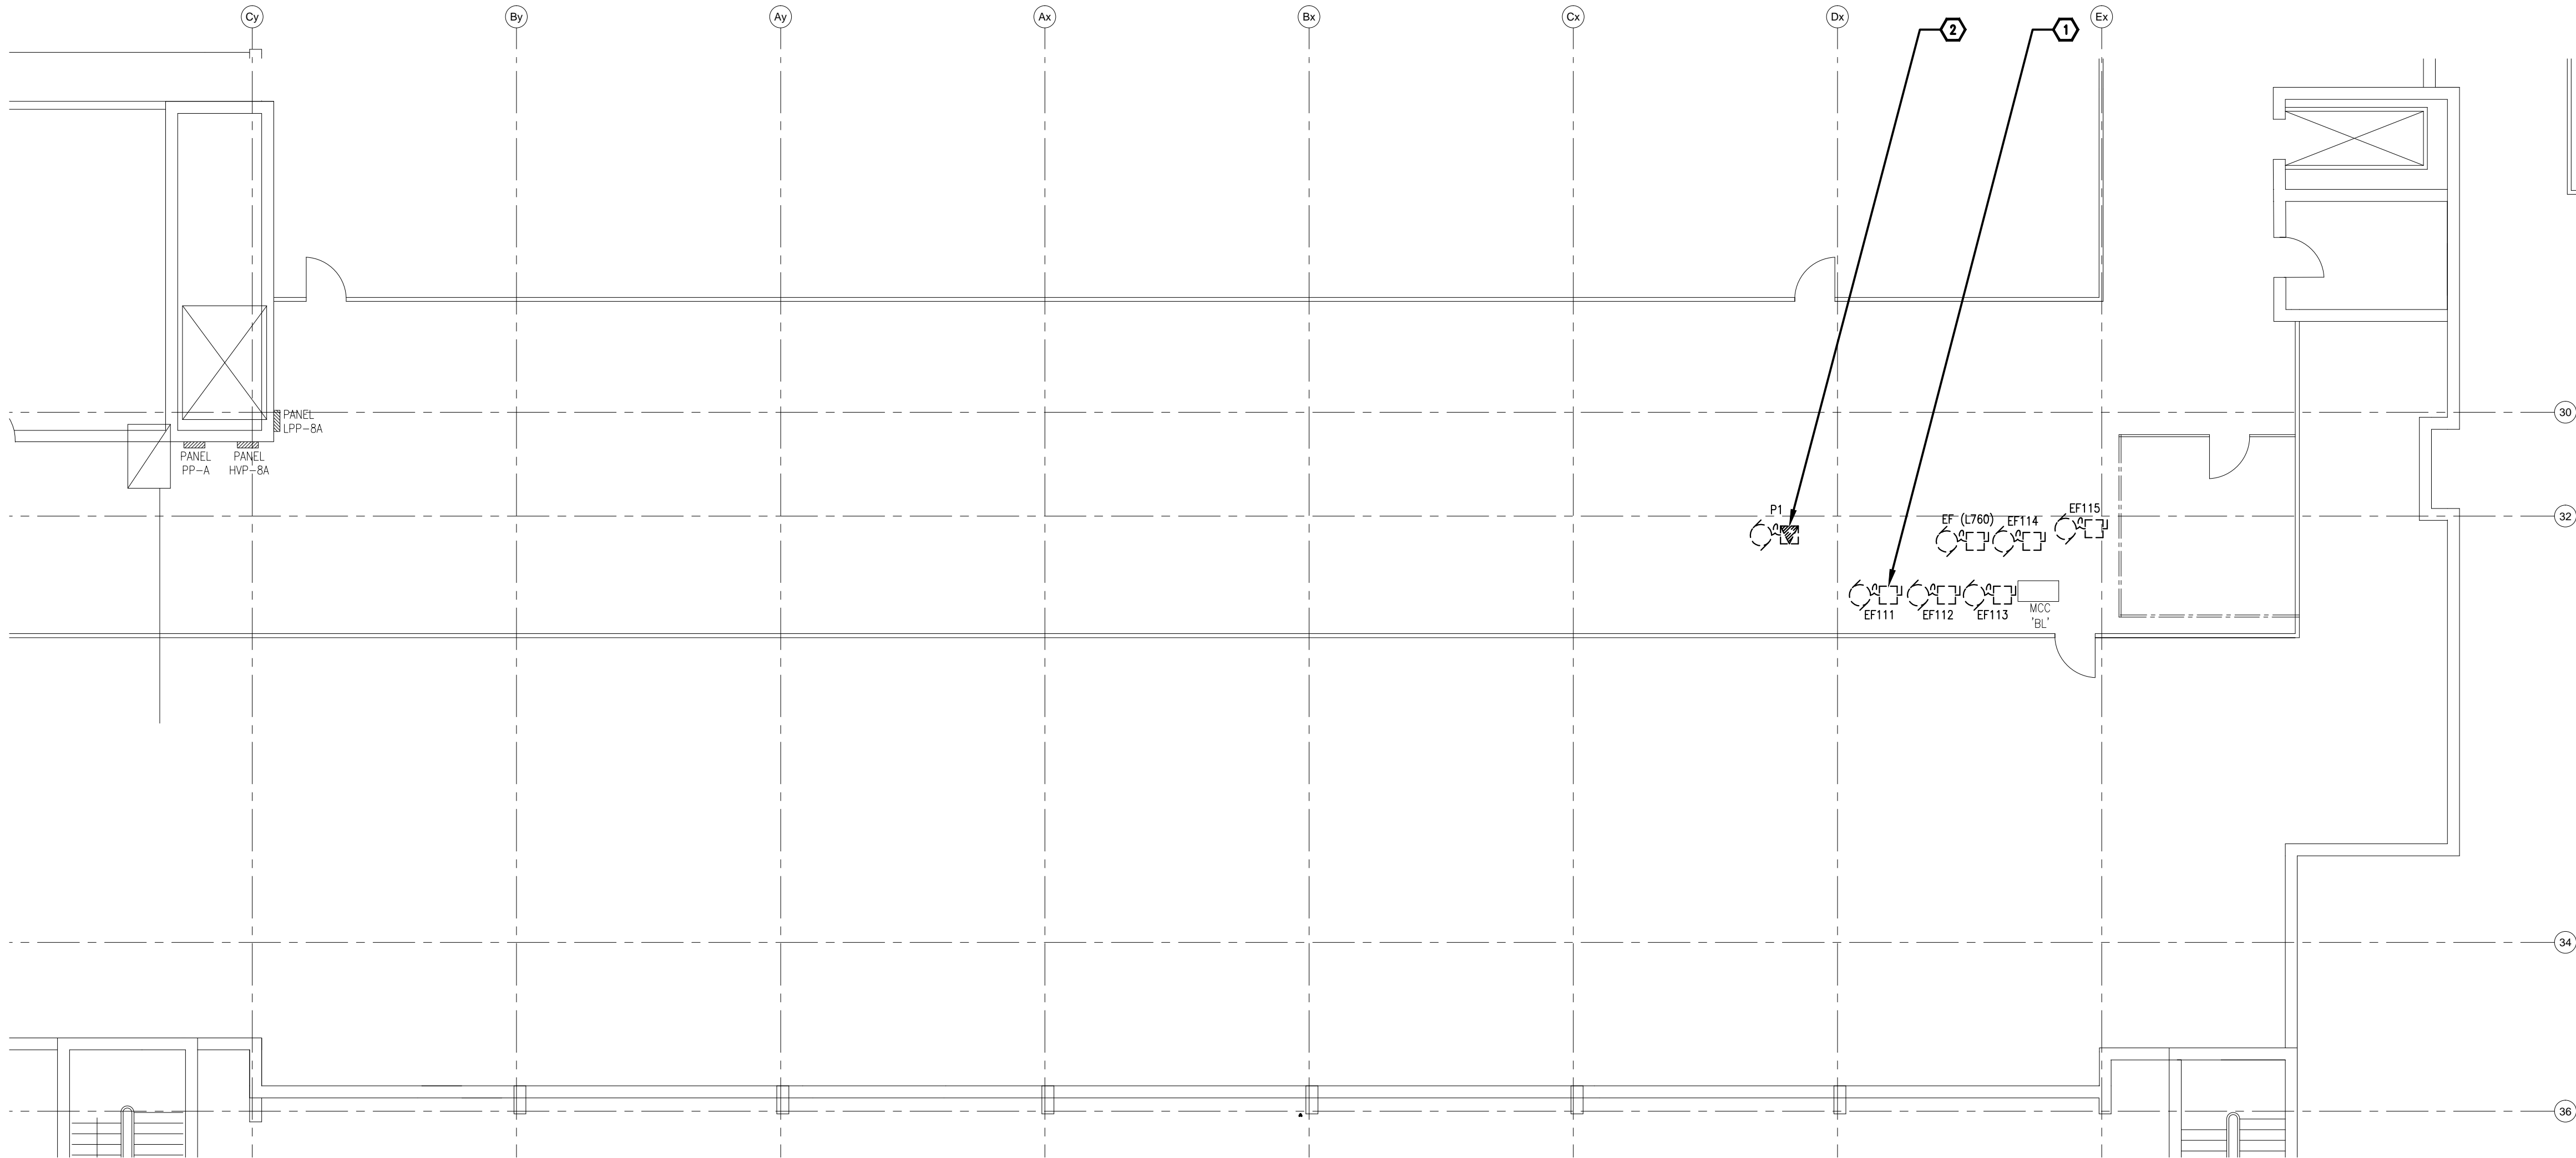 Cy By Ay Ax Bx Cx Dx Ex
2 1
30
PANEL
LPP-8A
PANEL PANEL
PP-A HVP-8A
P1 EF (L760) EF114 EF115
32
EF111 EF112 EF113 MCC
'BL'
34
36